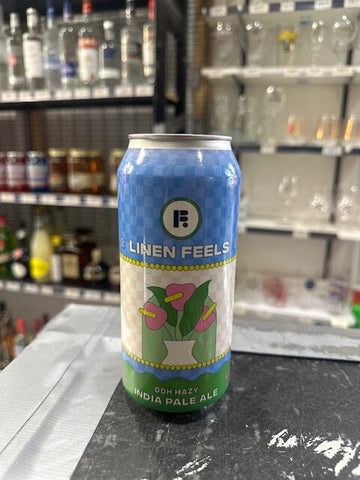 F.
LINEN FEELS
DDH HAZY
INDIA PALE ALE